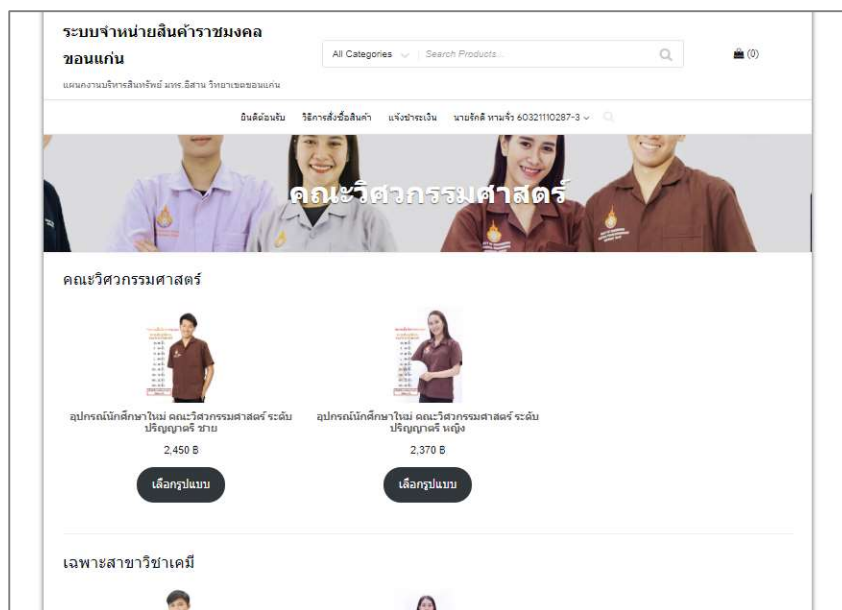 ระบบจำหน่ายสินค้าราชมงคล
ขอนแก่น
แผนกงานบริหารสินทรัพย์ มทร.อีสาน วิทยาเขตขอนแก่น
All Categories
Search Products...
(0)
ยินดีต้อนรับ วิธีการสั่งซื้อสินค้า แจ้งชำระเงิน นายรักดี หามจั่ว 60321110287-3
คณะวิศวกรรมศาสตร์
คณะวิศวกรรมศาสตร์
อุปกรณ์นักศึกษาใหม่ คณะวิศวกรรมศาสตร์ ระดับ
ปริญญาตรี ชาย
2,450 ฿
เลือกรูปแบบ
อุปกรณ์นักศึกษาใหม่ คณะวิศวกรรมศาสตร์ ระดับ
ปริญญาตรี หญิง
2,370 ฿
เลือกรูปแบบ
เฉพาะสาขาวิชาเคมี